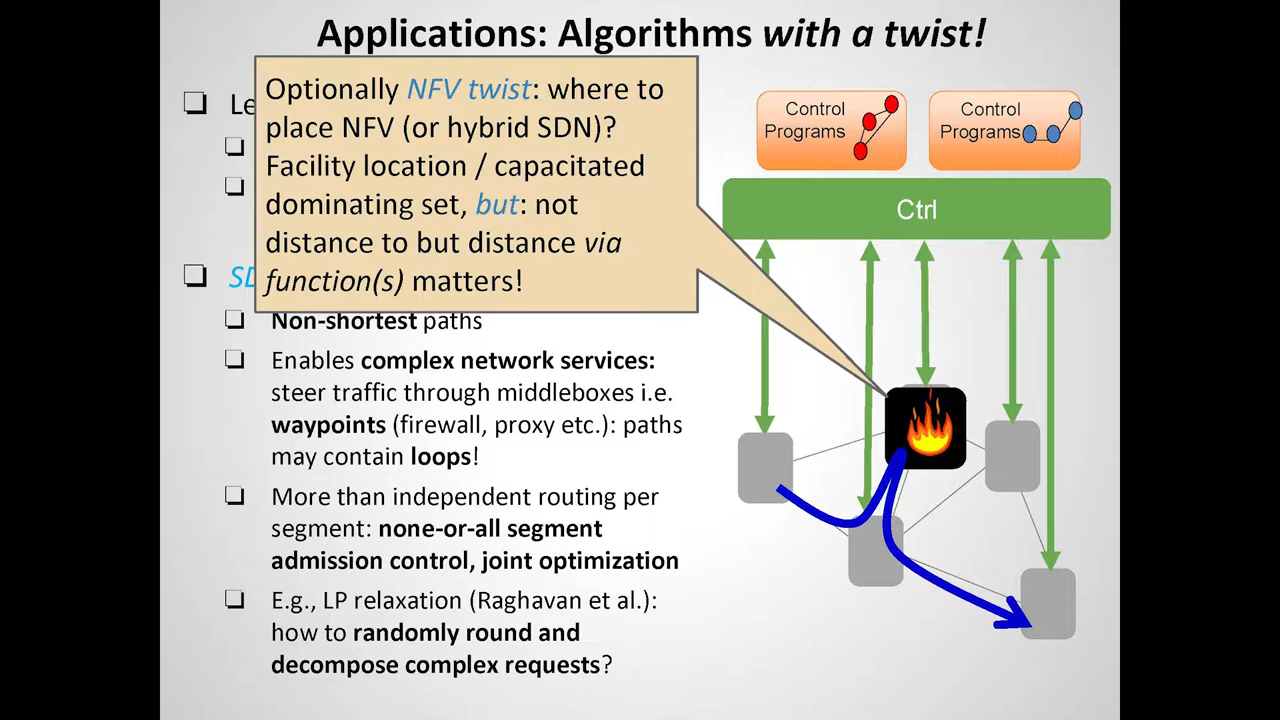 Applications: Algorithms with a twist!
Optionally NFV twist: where to
place NFV (or hybrid SDN)?
Facility location / capacitated
dominating set, but: not
distance to but distance via
function(s) matters!
❑ Le
❑
❑
❑ SD
❑ Non-shortest paths
❑ Enables complex network services:
steer traffic through middleboxes i.e.
waypoints (firewall, proxy etc.): paths
may contain loops!
❑ More than independent routing per
segment: none-or-all segment
admission control, joint optimization
❑ E.g., LP relaxation (Raghavan et al.):
how to randomly round and
decompose complex requests?
Control
Programs
Control
Programs
Ctrl